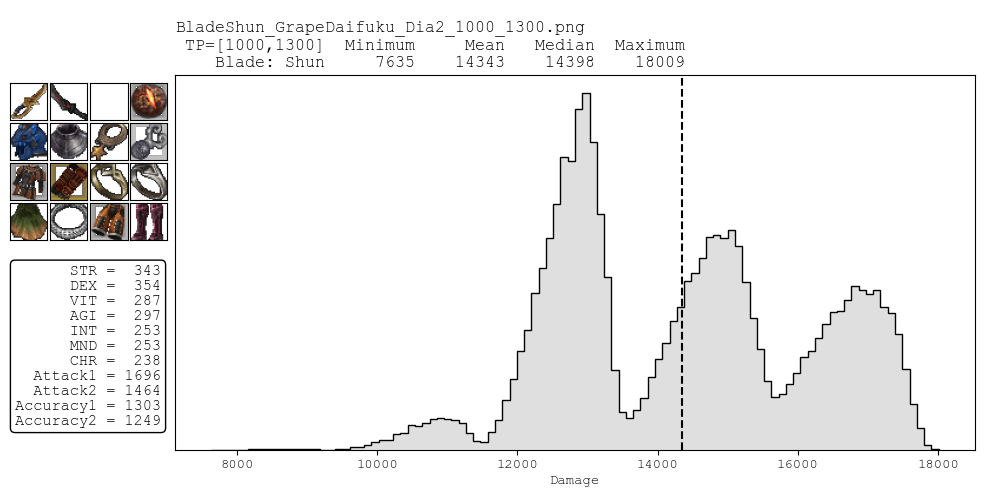 BladeShun_GrapeDaifuku_Dia2_1000_1300.png
TP=[1000,1300] Minimum Mean Median Maximum
Blade: Shun 7635 14343 14398 18009
STR = 343
DEX = 354
VIT = 287
AGI = 297
INT = 253
MND = 253
CHR = 238
Attack1 = 1696
Attack2 = 1464
Accuracy1 = 1303
Accuracy2 = 1249
8000 10000 12000 14000 16000 18000
Damage